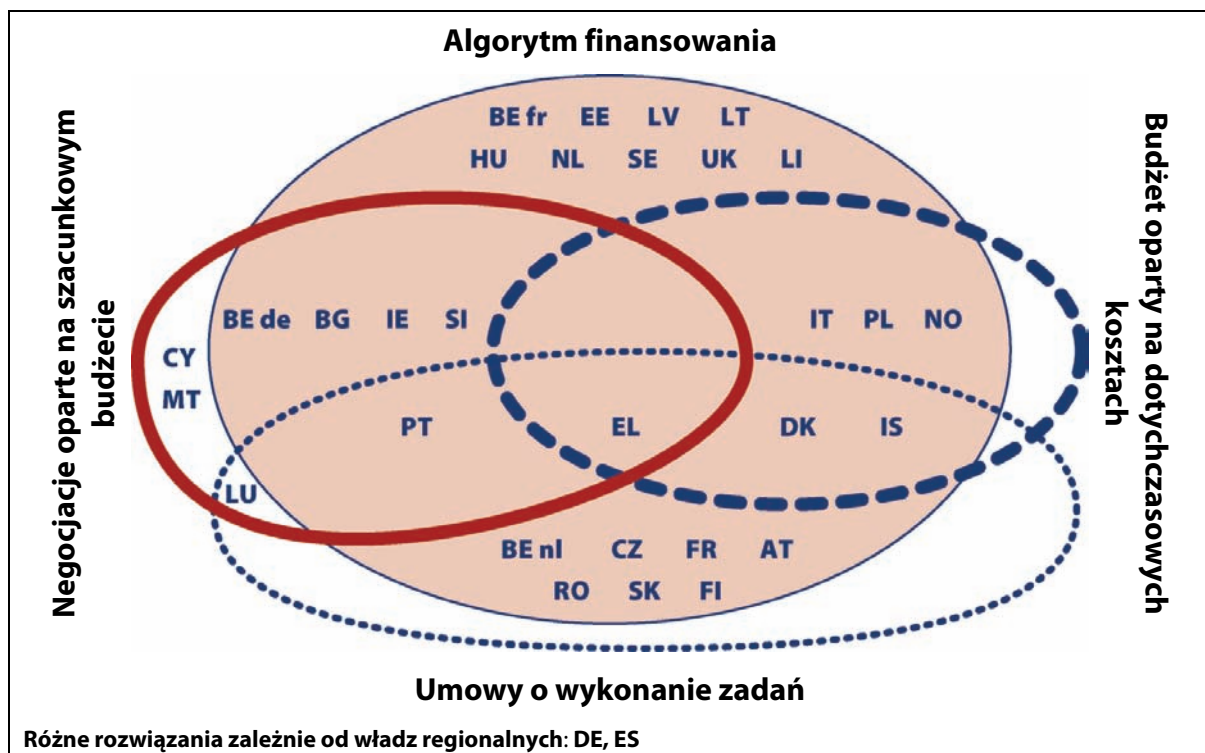 Algorytm finansowania
Negocjacje oparte na szacunkowym
budżecie
Budżet oparty na dotychczasowych
kosztach
BE fr EE LV LT
HU NL SE UK LI
BE de BG IE SI
IT PL NO
CY
MT
PT EL DK IS
LU
BE nl CZ FR AT
RO SK FI
Umowy o wykonanie zadań
Różne rozwiązania zależnie od władz regionalnych: DE, ES